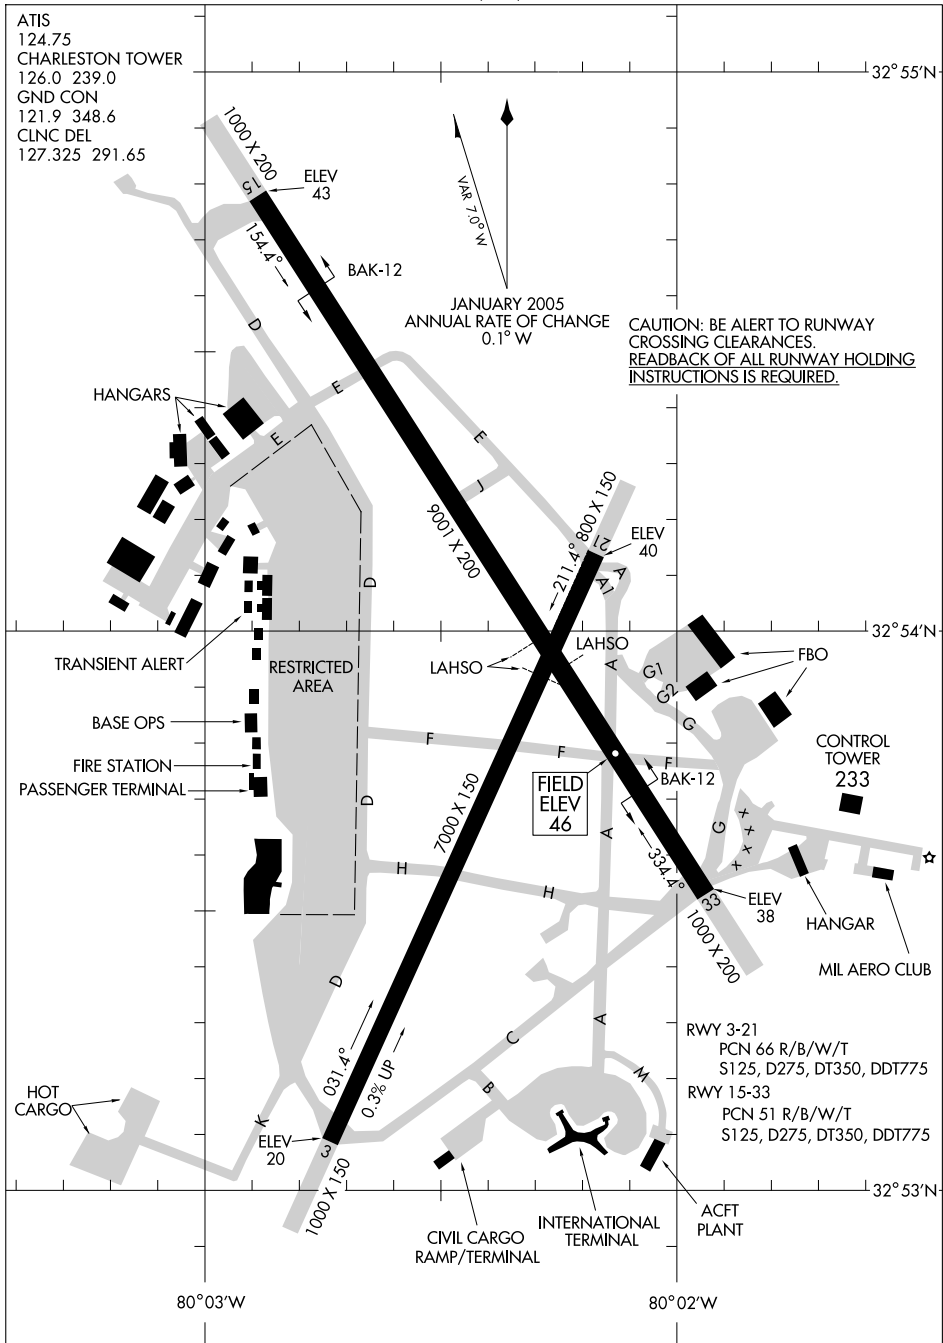 ATIS
124.75
CHARLESTON TOWER
126.0 239.0
GND CON
121.9 348.6
CLNC DEL
127.325 291.65
32°55'N
1000 X 200
15
ELEV
43
154.4°
BAK-12
VAR 7.0° W
JANUARY 2005
ANNUAL RATE OF CHANGE
0.1° W
CAUTION: BE ALERT TO RUNWAY
CROSSING CLEARANCES.
READBACK OF ALL RUNWAY HOLDING
INSTRUCTIONS IS REQUIRED.
D
E
HANGARS
E
E
J
9001 X 200
800 X 150
21
ELEV
40
211.4°
A
A1
D
32°54'N
TRANSIENT ALERT
RESTRICTED
AREA
LAHSO
LAHSO
A
G1
G2
G
FBO
BASE OPS
F
F
F
FIRE STATION
PASSENGER TERMINAL
D
7000 X 150
FIELD
ELEV
46
BAK-12
CONTROL
TOWER
233
A
G
x
x
x
x
334.4°
H
H
33
ELEV
38
HANGAR
1000 X 200
MIL AERO CLUB
D
031.4°
0.3% UP
C
A
RWY 3-21
PCN 66 R/B/W/T
S125, D275, DT350, DDT775
RWY 15-33
PCN 51 R/B/W/T
S125, D275, DT350, DDT775
M
B
HOT
CARGO
K
ELEV
20
3
1000 X 150
32°53'N
CIVIL CARGO
RAMP/TERMINAL
INTERNATIONAL
TERMINAL
ACFT
PLANT
80°03'W
80°02'W